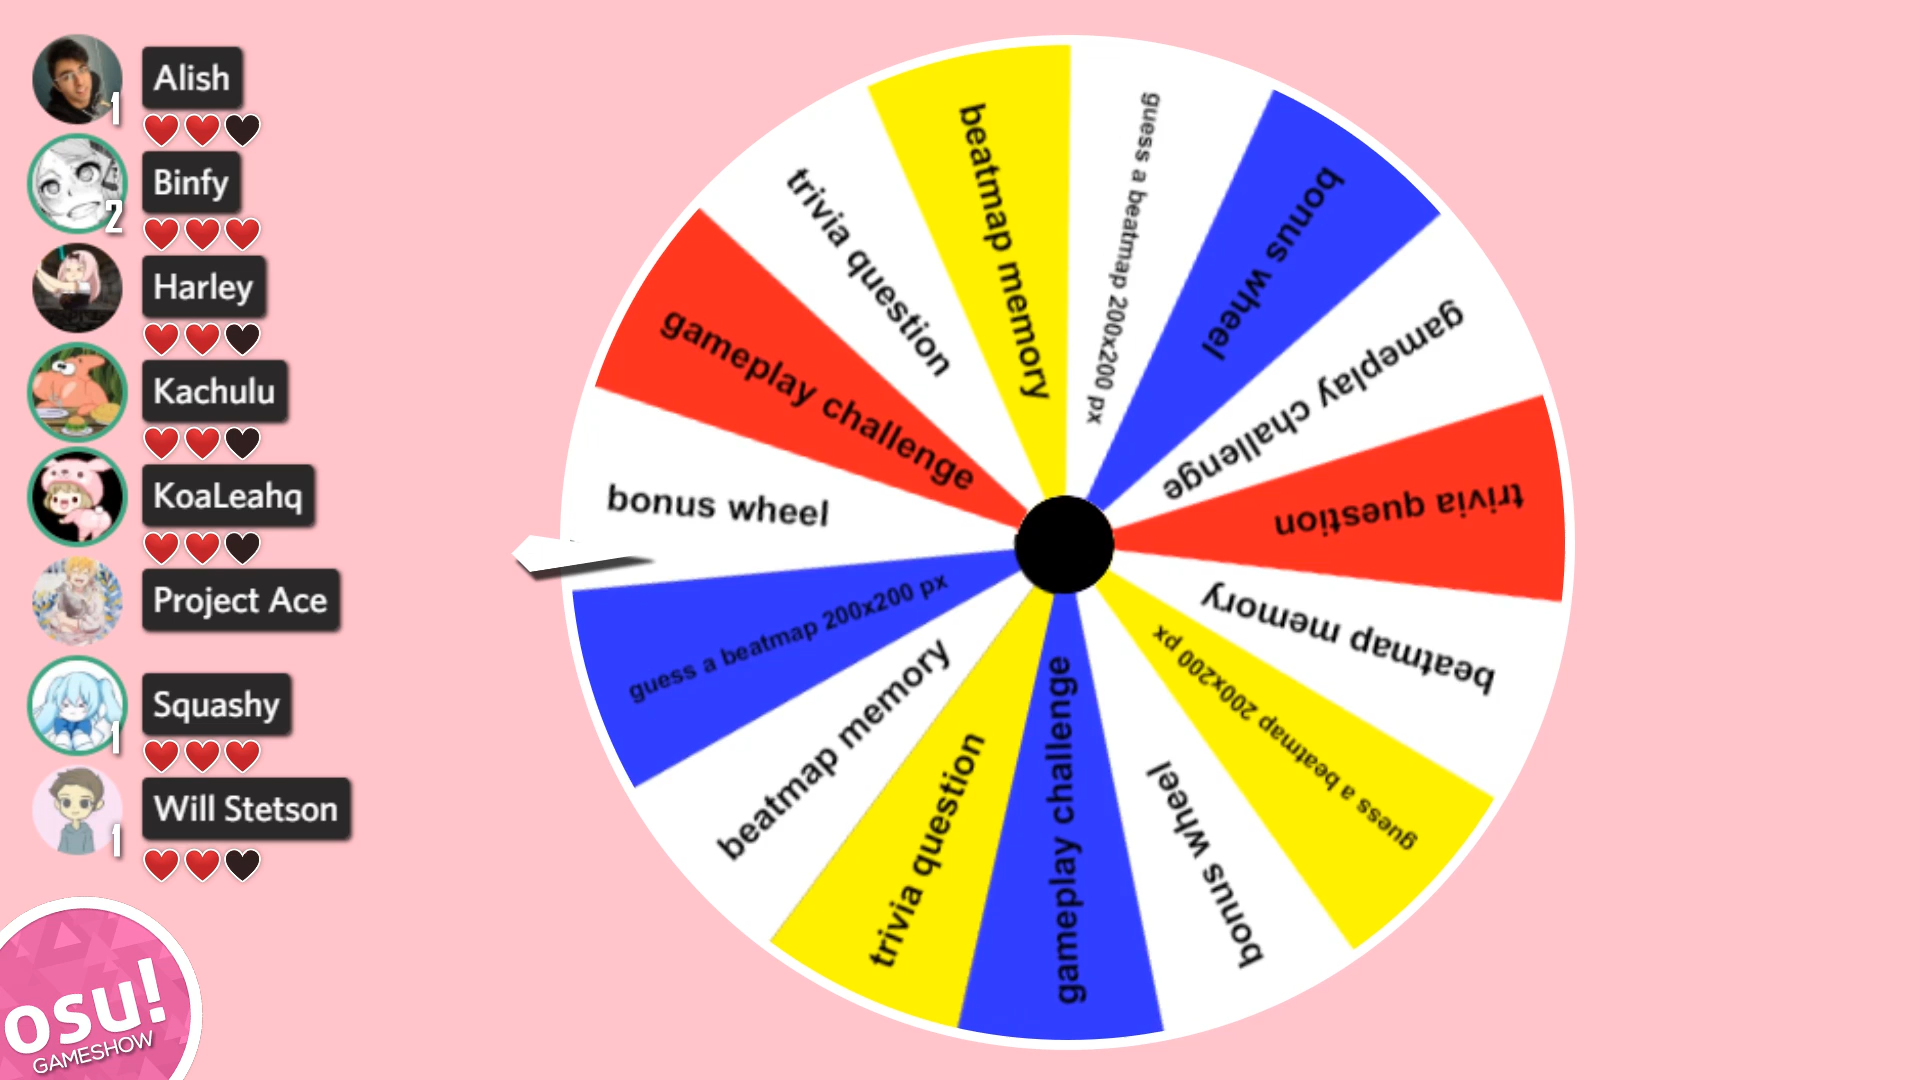 Alish
1
Binfy
2
Harley
Kachulu
KoaLeahq
Project Ace
Squashy
1
Will Stetson
1
osu!
GAMESHOW
guess a beatmap 200x200 px
bonus wheel
gameplay challenge
trivia question
beatmap memory
guess a beatmap 200x200 px
bonus wheel
gameplay challenge
trivia question
beatmap memory
guess a beatmap 200x200 px
bonus wheel
gameplay challenge
trivia question
beatmap memory